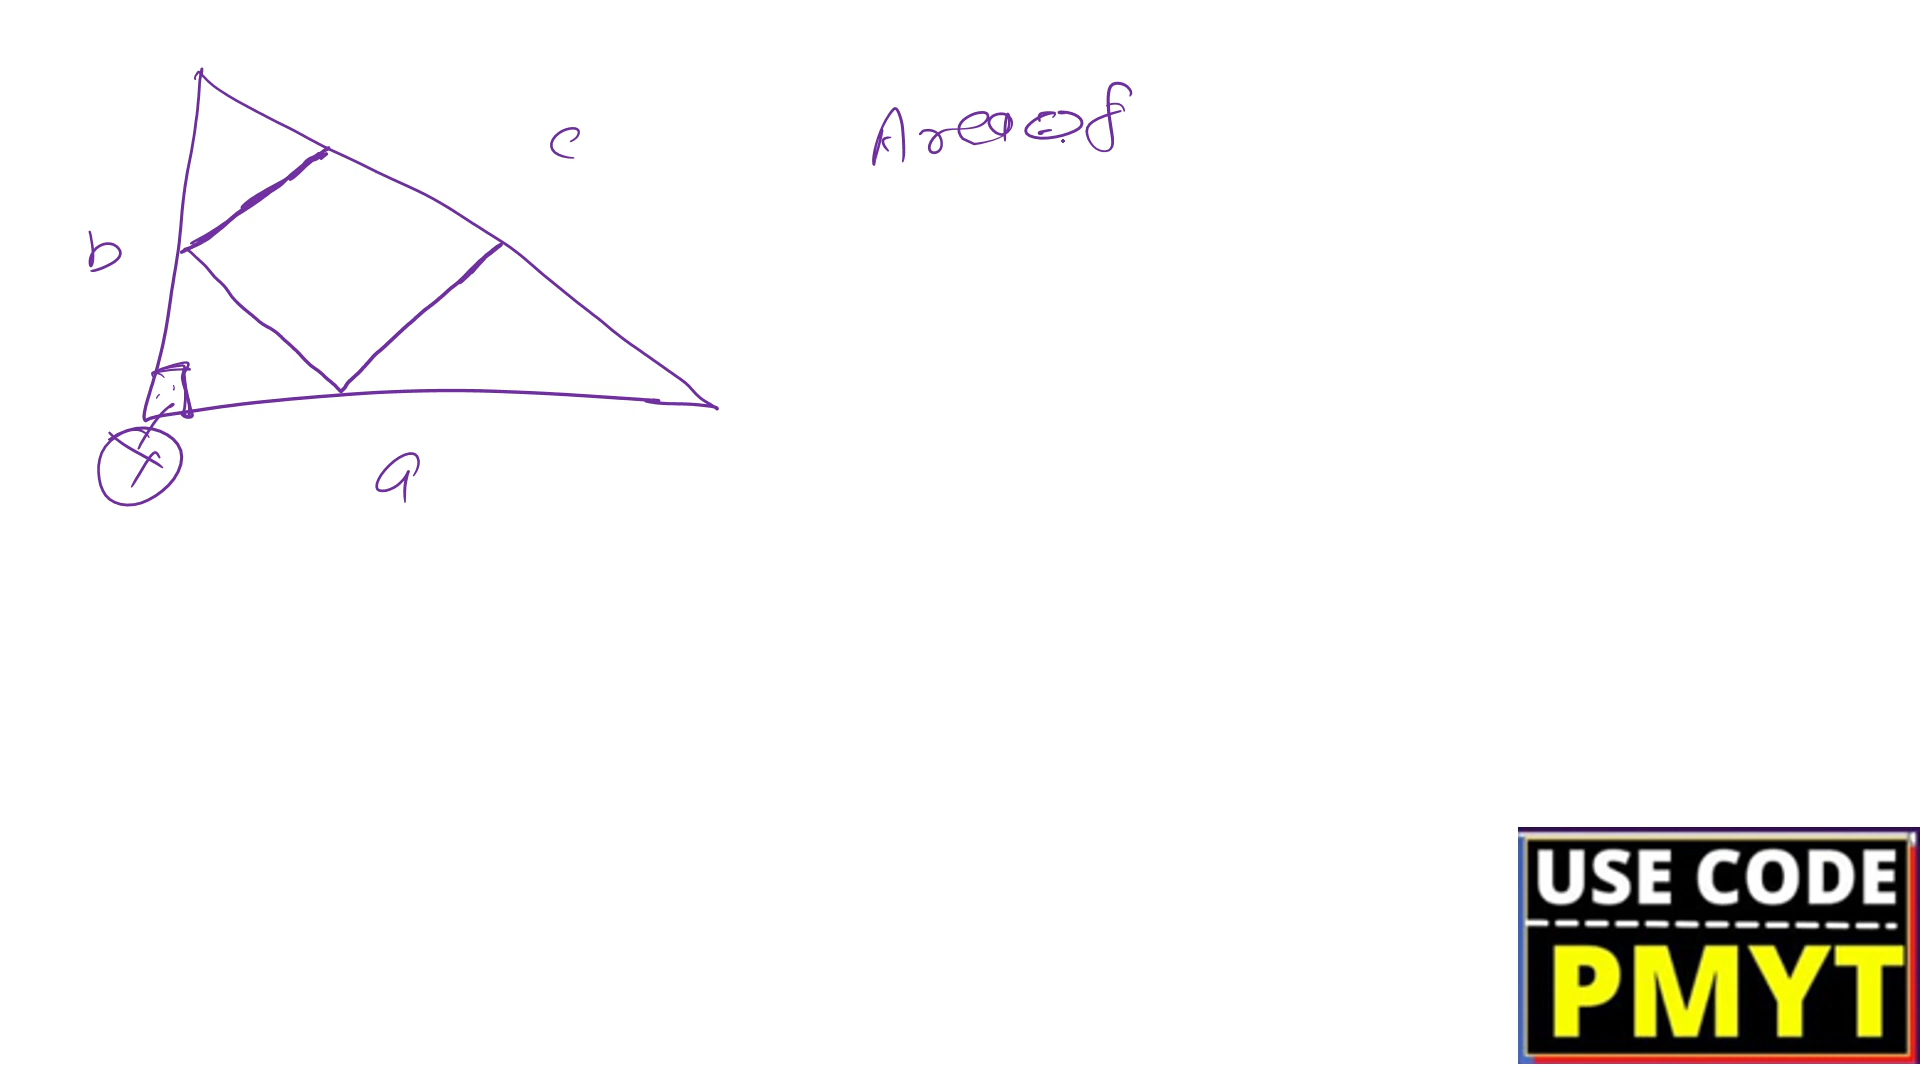 c
Area of
b
a
USE CODE
PMYT